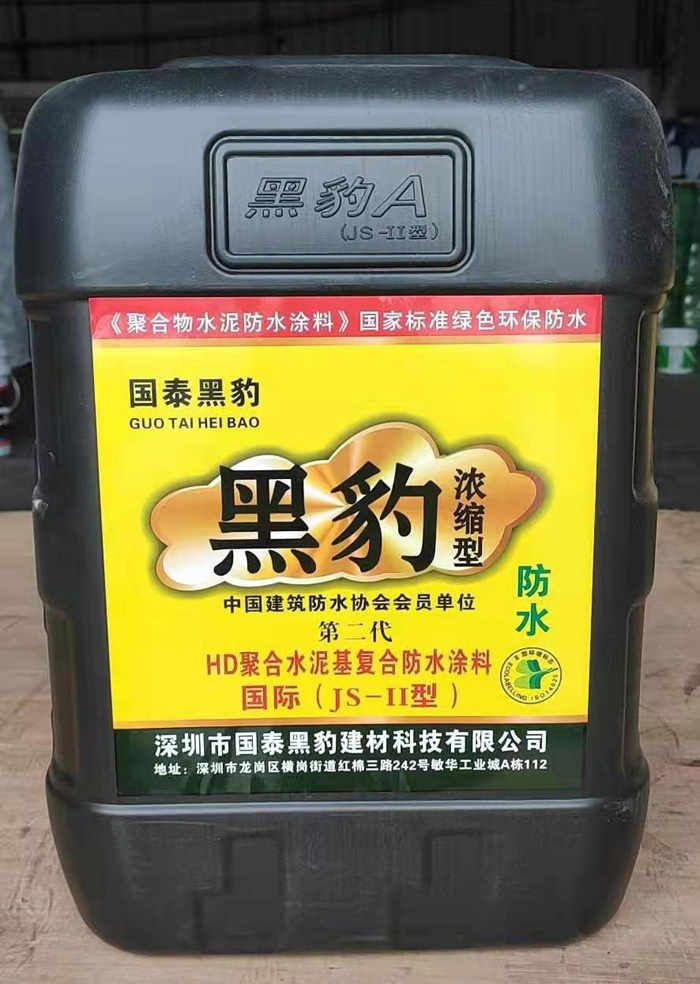 黑豹A
(JS-II型)
《聚合物水泥防水涂料》国家标准绿色环保防水
国泰黑豹
GUO TAI HEI BAO
黑豹
浓缩型
防水
中国建筑防水协会会员单位
第二代
HD聚合水泥基复合防水涂料
国际（JS-II型）
ECOLABELLING ISO14025
深圳市国泰黑豹建材科技有限公司
地址：深圳市龙岗区横岗街道红棉三路242号敏华工业城A栋112